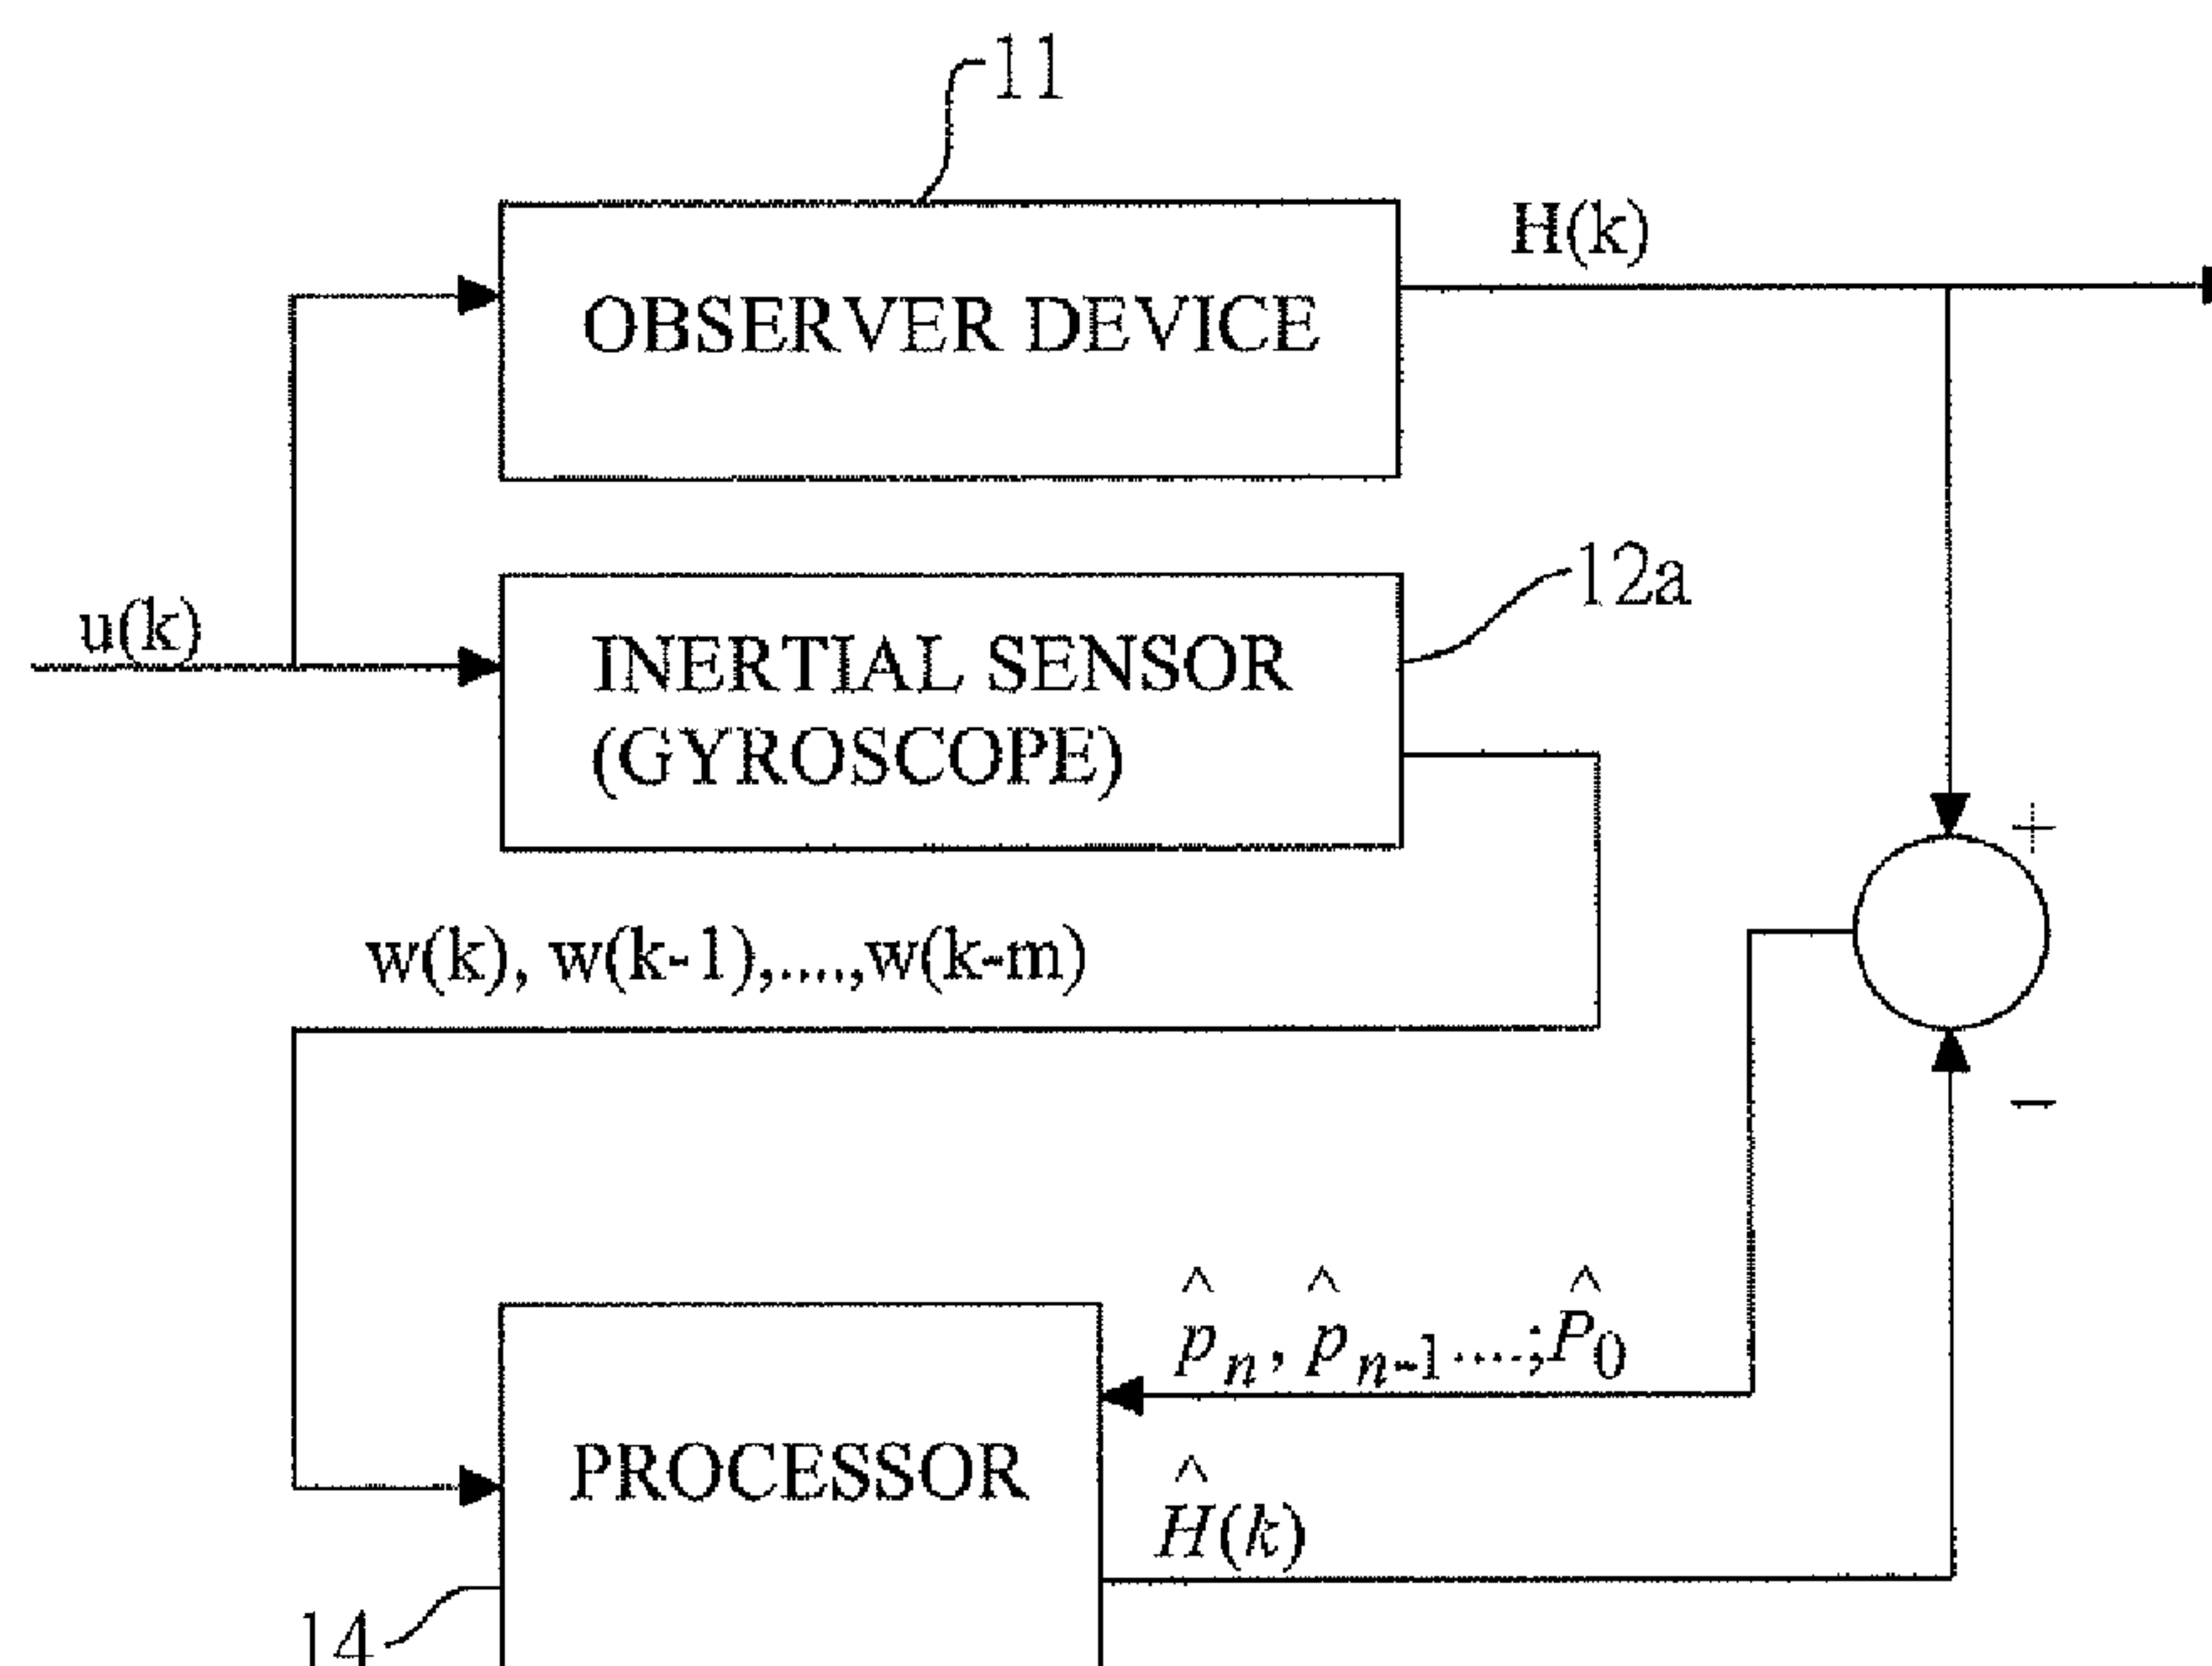 11
H(k)
OBSERVER DEVICE
12a
u(k)
INERTIAL SENSOR
(GYROSCOPE)
+
w(k), w(k-1),....,w(k-m)
−
p̂ₙ, p̂ₙ₋₁....;P̂₀
PROCESSOR
Ĥ(k)
14